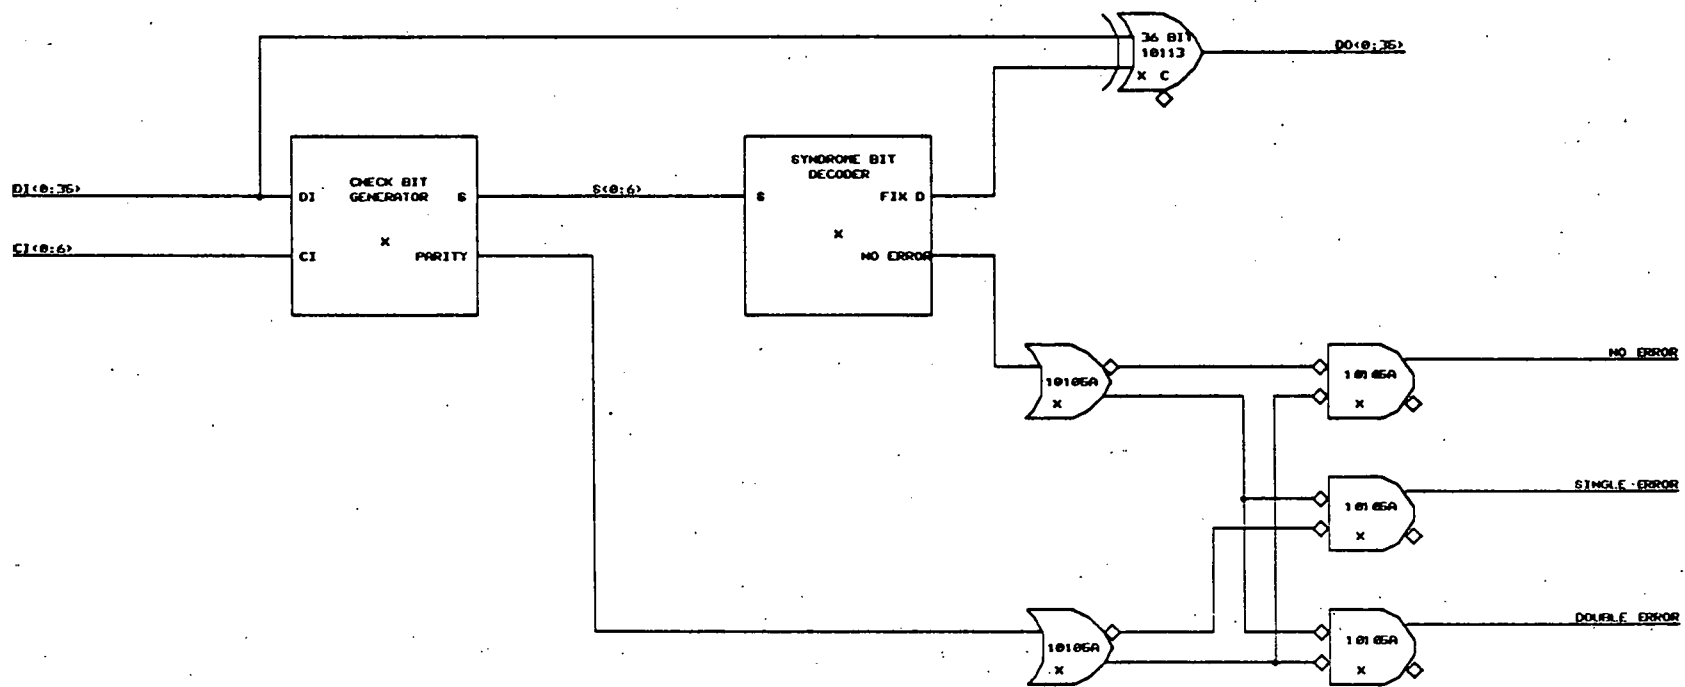 36 BIT
10113
X C
DO<0:35>
SYNDROME BIT
DECODER
CHECK BIT
GENERATOR
DI<0:35>
DI
S
S<0:6>
S
FIX D
X
X
CI<0:6>
CI
PARITY
NO ERROR
NO ERROR
10105A
X
10105A
X
SINGLE ERROR
10105A
X
DOUBLE ERROR
10105A
X
10105A
X